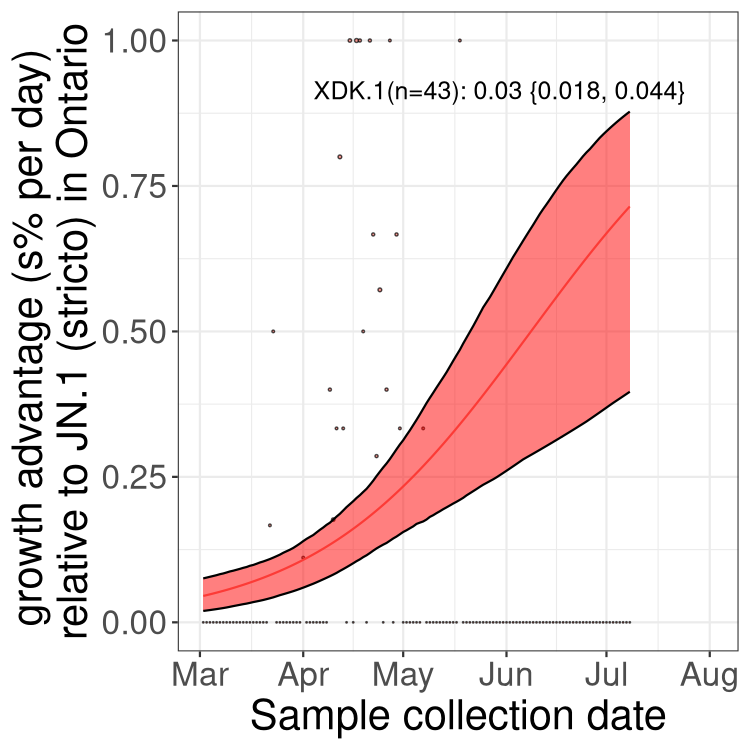 growth advantage (s% per day)
relative to JN.1 (stricto) in Ontario
1.00
0.75
0.50
0.25
0.00
XDK.1(n=43): 0.03 {0.018, 0.044}
Mar Apr May Jun Jul Aug
Sample collection date